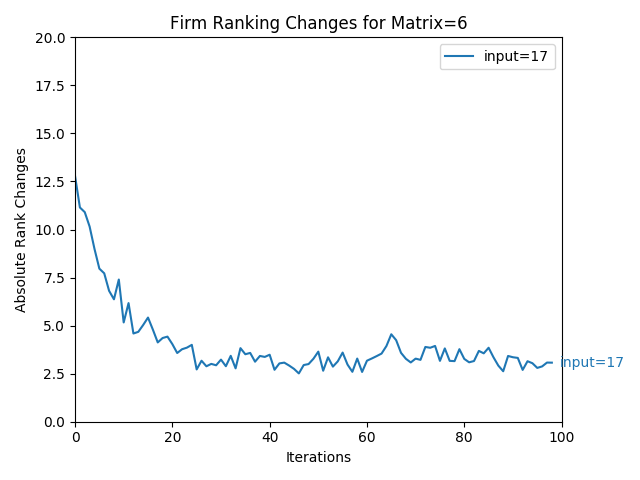 Firm Ranking Changes for Matrix=6
20.0
17.5
15.0
12.5
10.0
7.5
5.0
2.5
0.0
Absolute Rank Changes
input=17
input=17
0 20 40 60 80 100
Iterations